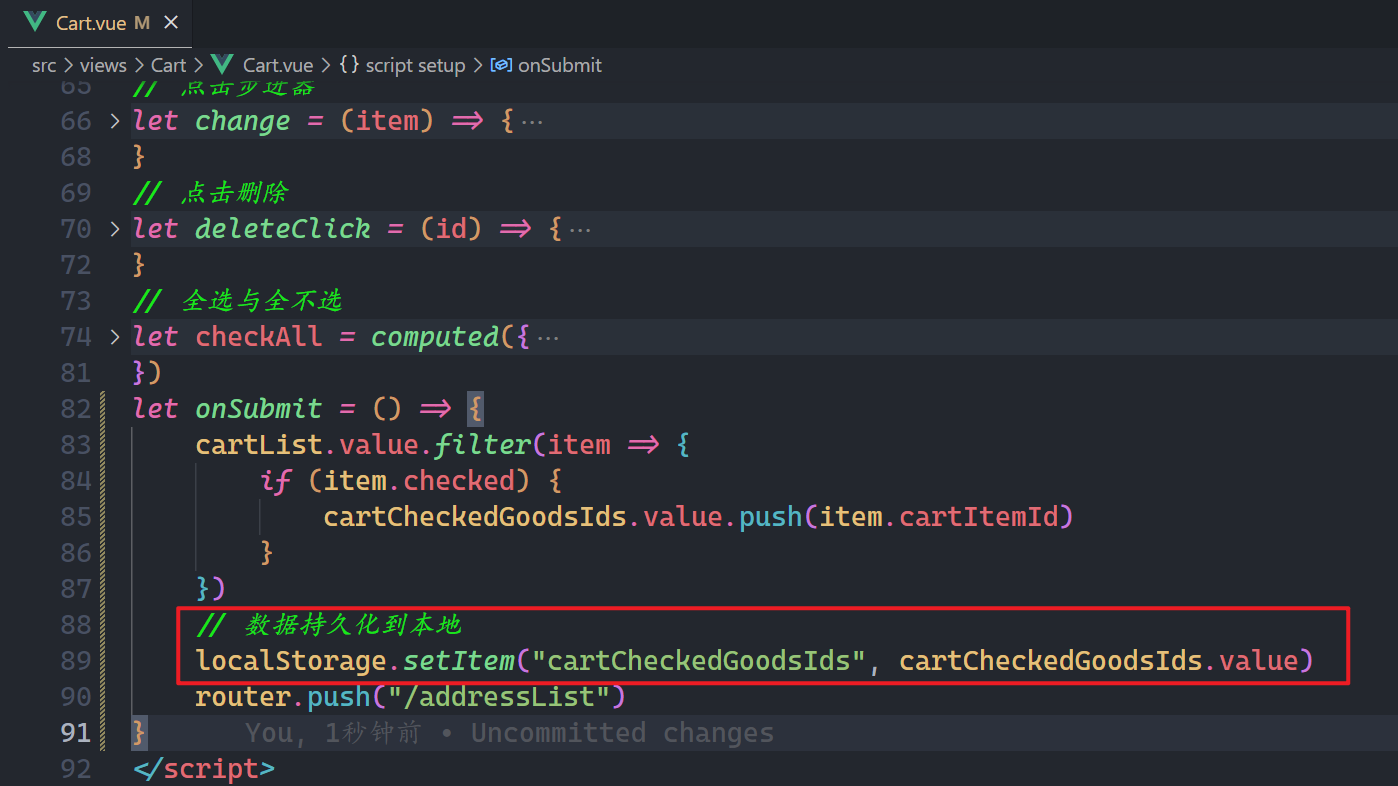 Cart.vue M ×
src > views > Cart > Cart.vue > {} script setup > onSubmit
65 // 点击步进器
66 > let change = (item) => { ···
68 }
69 // 点击删除
70 > let deleteClick = (id) => { ···
72 }
73 // 全选与全不选
74 > let checkAll = computed({ ···
81 })
82 let onSubmit = () => {
83 cartList.value.filter(item => {
84 if (item.checked) {
85 cartCheckedGoodsIds.value.push(item.cartItemId)
86 }
87 })
88 // 数据持久化到本地
89 localStorage.setItem("cartCheckedGoodsIds", cartCheckedGoodsIds.value)
90 router.push("/addressList")
91 } You, 1秒钟前 • Uncommitted changes
92 </script>